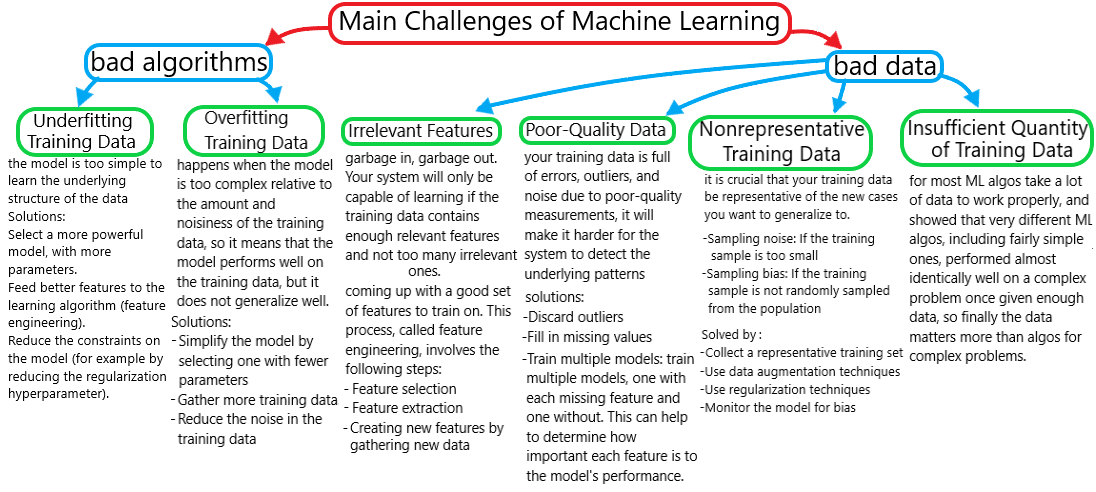 Main Challenges of Machine Learning
bad algorithms
bad data
Underfitting
Training Data
the model is too simple to
learn the underlying
structure of the data
Solutions:
Select a more powerful
model, with more
parameters.
Feed better features to the
learning algorithm (feature
engineering).
Reduce the constraints on
the model (for example by
reducing the regularization
hyperparameter).
Overfitting
Training Data
happens when the model
is too complex relative to
the amount and
noisiness of the training
data, so it means that the
model performs well on
the training data, but it
does not generalize well.
Solutions:
- Simplify the model by
selecting one with fewer
parameters
- Gather more training data
- Reduce the noise in the
training data
Irrelevant Features
garbage in, garbage out.
Your system will only be
capable of learning if the
training data contains
enough relevant features
and not too many irrelevant
ones.
coming up with a good set
of features to train on. This
process, called feature
engineering, involves the
following steps:
- Feature selection
- Feature extraction
- Creating new features by
gathering new data
Poor-Quality Data
your training data is full
of errors, outliers, and
noise due to poor-quality
measurements, it will
make it harder for the
system to detect the
underlying patterns
solutions:
-Discard outliers
-Fill in missing values
-Train multiple models: train
multiple models, one with
each missing feature and
one without. This can help
to determine how
important each feature is to
the model's performance.
Nonrepresentative
Training Data
it is crucial that your training data
be representative of the new cases
you want to generalize to.
-Sampling noise: If the training
sample is too small
-Sampling bias: If the training
sample is not randomly sampled
from the population
Solved by :
-Collect a representative training set
-Use data augmentation techniques
-Use regularization techniques
-Monitor the model for bias
Insufficient Quantity
of Training Data
for most ML algos take a lot
of data to work properly, and
showed that very different ML
algos, including fairly simple
ones, performed almost
identically well on a complex
problem once given enough
data, so finally the data
matters more than algos for
complex problems.